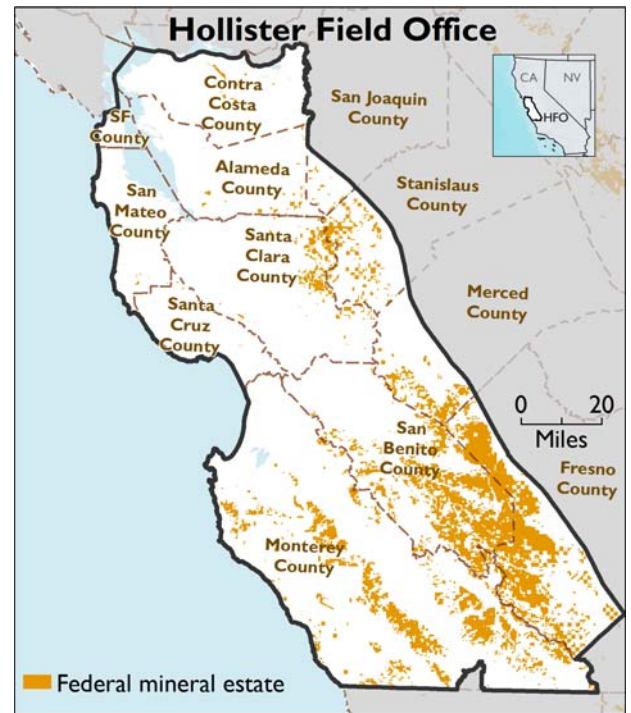 Hollister Field Office
CA
NV
HFO
Contra
Costa
County
San Joaquin
County
SF
County
Alameda
County
Stanislaus
County
San
Mateo
County
Santa
Clara
County
Merced
County
Santa
Cruz
County
0 20
Miles
San
Benito
County
Fresno
County
Monterey
County
Federal mineral estate